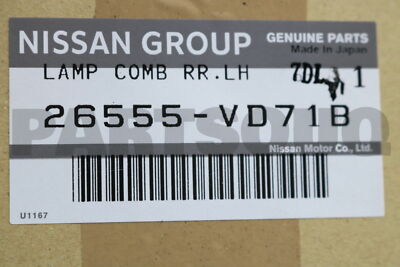 NISSAN GROUP
GENUINE PARTS
Made in Japan
LAMP COMB RR.LH
1
26555-VD71B
PARTSOUQ
Nissan Motor Co., Ltd.
U1167